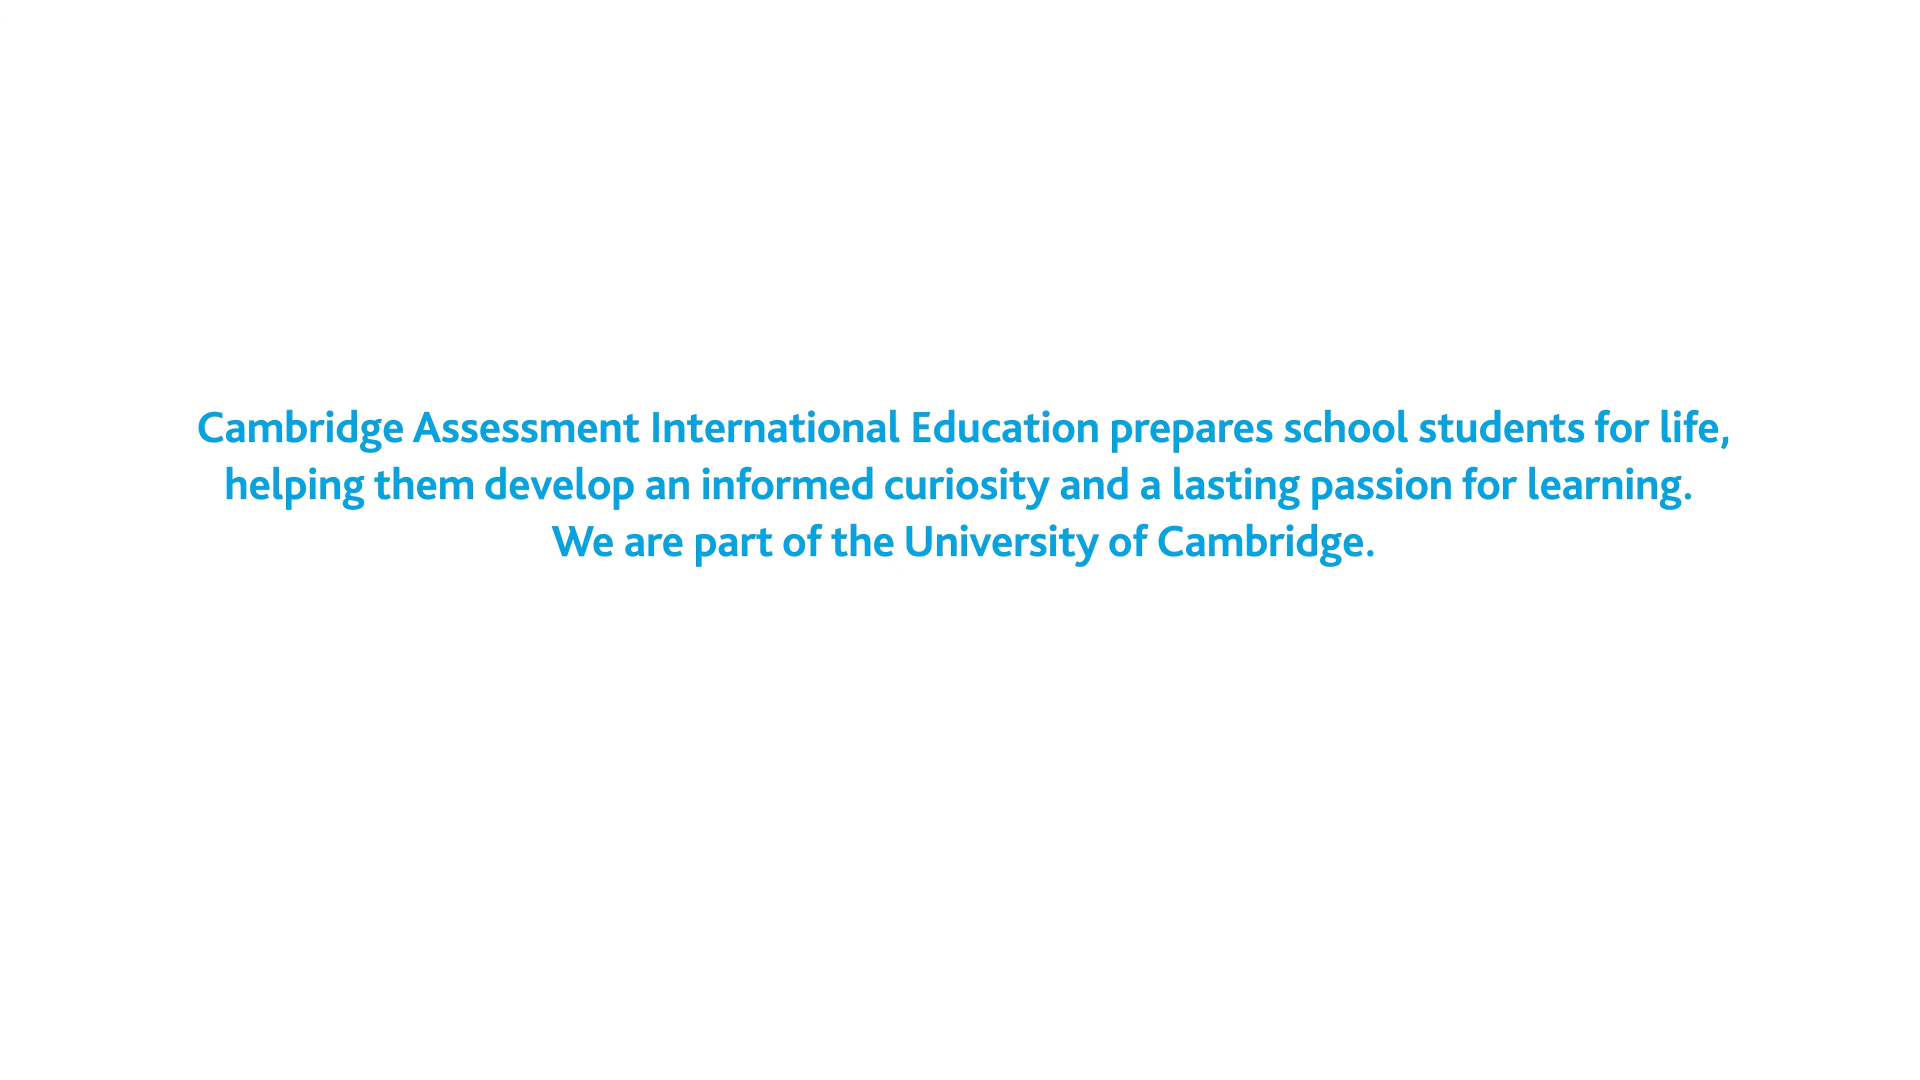 Cambridge Assessment International Education prepares school students for life,
helping them develop an informed curiosity and a lasting passion for learning.
We are part of the University of Cambridge.